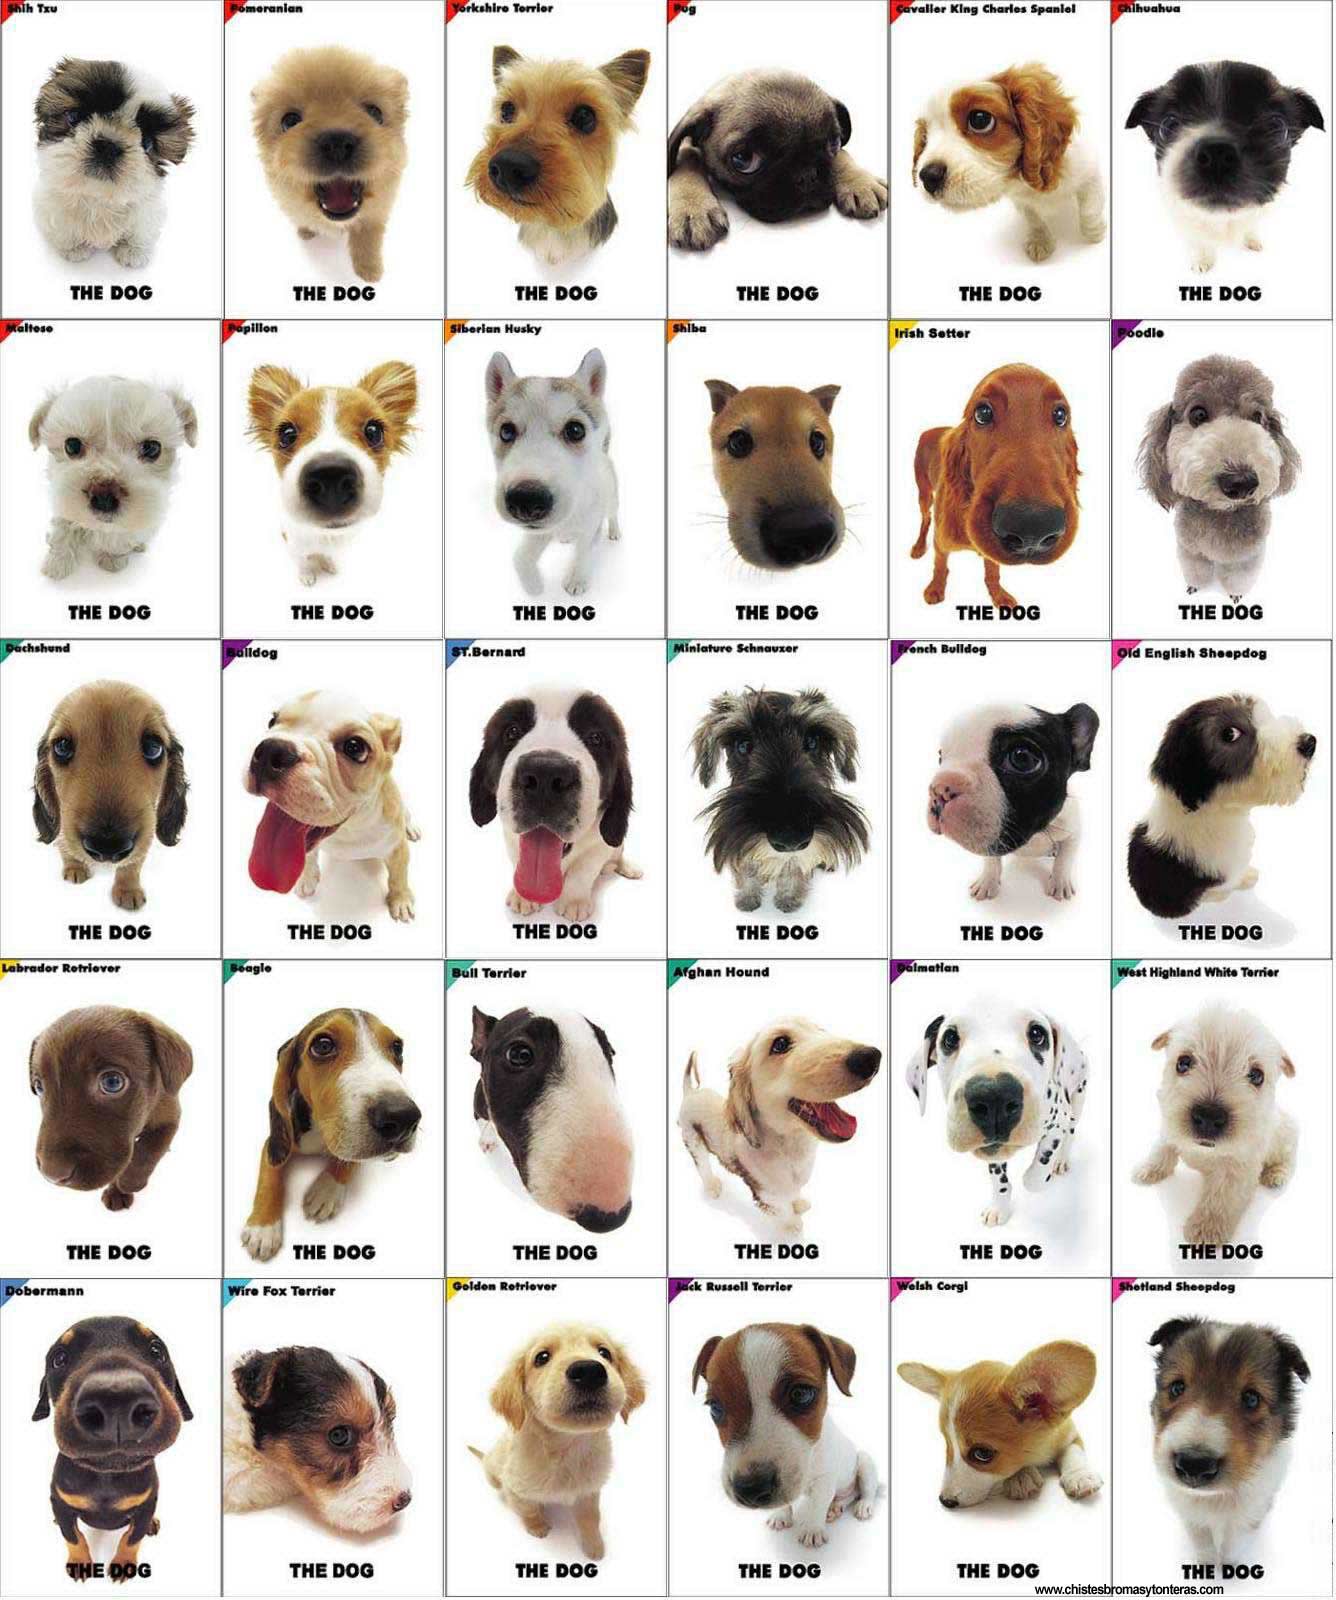 Shih Tzu
Pomeranian
Yorkshire Terrier
Pug
Cavalier King Charles Spaniel
Chihuahua
THE DOG
THE DOG
THE DOG
THE DOG
THE DOG
THE DOG
Maltese
Papillon
Siberian Husky
Shiba
Irish Setter
Poodle
THE DOG
THE DOG
THE DOG
THE DOG
THE DOG
THE DOG
Dachshund
Bulldog
ST.Bernard
Miniature Schnauzer
French Bulldog
Old English Sheepdog
THE DOG
THE DOG
THE DOG
THE DOG
THE DOG
THE DOG
Labrador Retriever
Beagle
Bull Terrier
Afghan Hound
Dalmatian
West Highland White Terrier
THE DOG
THE DOG
THE DOG
THE DOG
THE DOG
THE DOG
Dobermann
Wire Fox Terrier
Golden Retriever
Jack Russell Terrier
Welsh Corgi
Shetland Sheepdog
THE DOG
THE DOG
THE DOG
THE DOG
THE DOG
THE DOG
www.chistesbromasytonteras.com